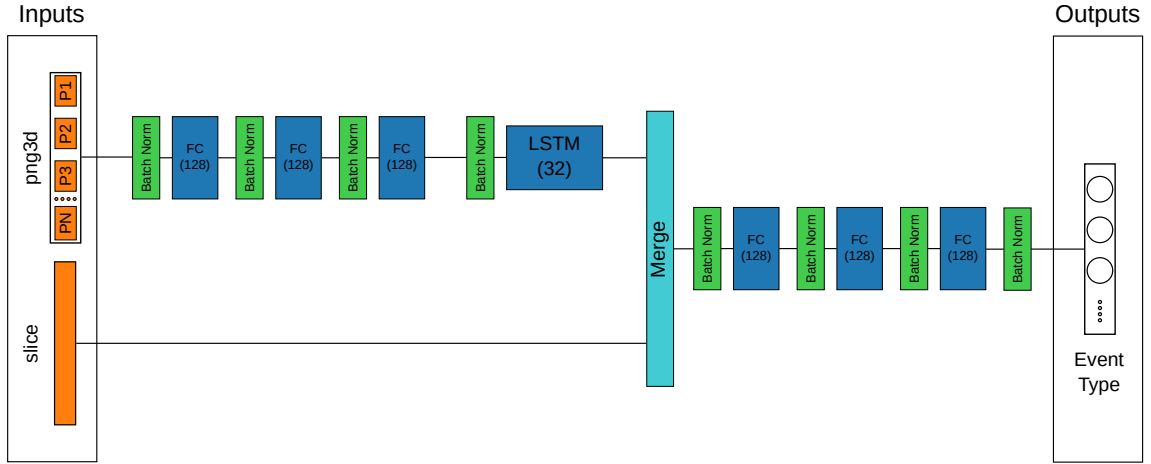 Inputs
Outputs
png3d
P1
P2
P3
PN
slice
Batch Norm
FC
(128)
Batch Norm
FC
(128)
Batch Norm
FC
(128)
Batch Norm
LSTM
(32)
Merge
Batch Norm
FC
(128)
Batch Norm
FC
(128)
Batch Norm
FC
(128)
Batch Norm
Event
Type